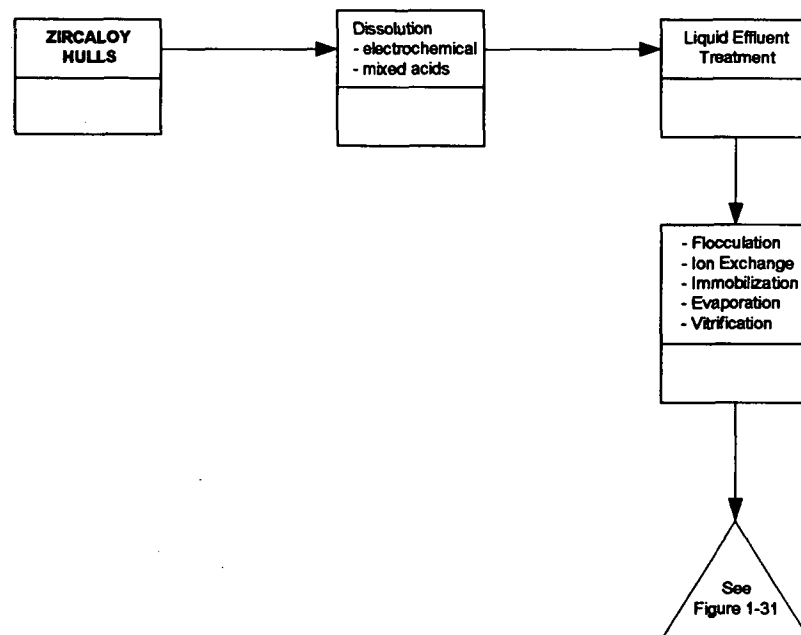 ZIRCALOY
HULLS
Dissolution
- electrochemical
- mixed acids
Liquid Effluent
Treatment
- Flocculation
- Ion Exchange
- Immobilization
- Evaporation
- Vitrification
See
Figure 1-31